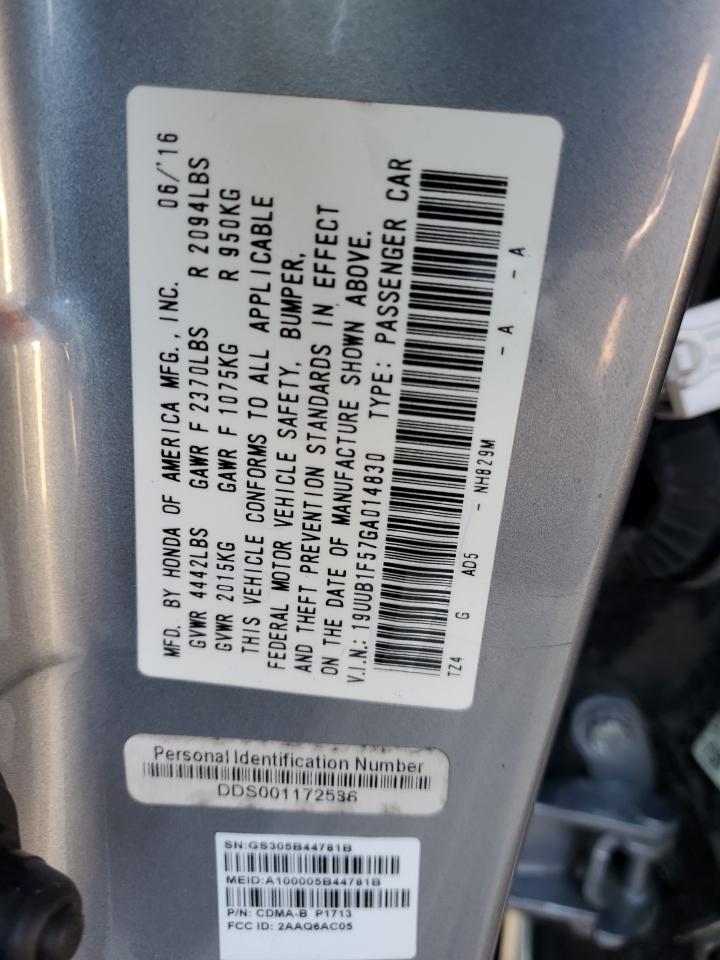 MFD. BY HONDA OF AMERICA MFG., INC. 06/'16
GVWR 4442LBS GAWR F 2370LBS R 2094LBS
GVWR 2015KG GAWR F 1075KG R 950KG
THIS VEHICLE CONFORMS TO ALL APPLICABLE
FEDERAL MOTOR VEHICLE SAFETY, BUMPER,
AND THEFT PREVENTION STANDARDS IN EFFECT
ON THE DATE OF MANUFACTURE SHOWN ABOVE.
V.I.N.: 19UUB1F57GA014830 TYPE: PASSENGER CAR
TZ4 G AD5 - NH829M - A - A
Personal Identification Number
DDS001172536
SN:GS305B44781B
MEID:A100005B44781B
P/N: CDMA-B P1713
FCC ID: 2AAQ6AC05